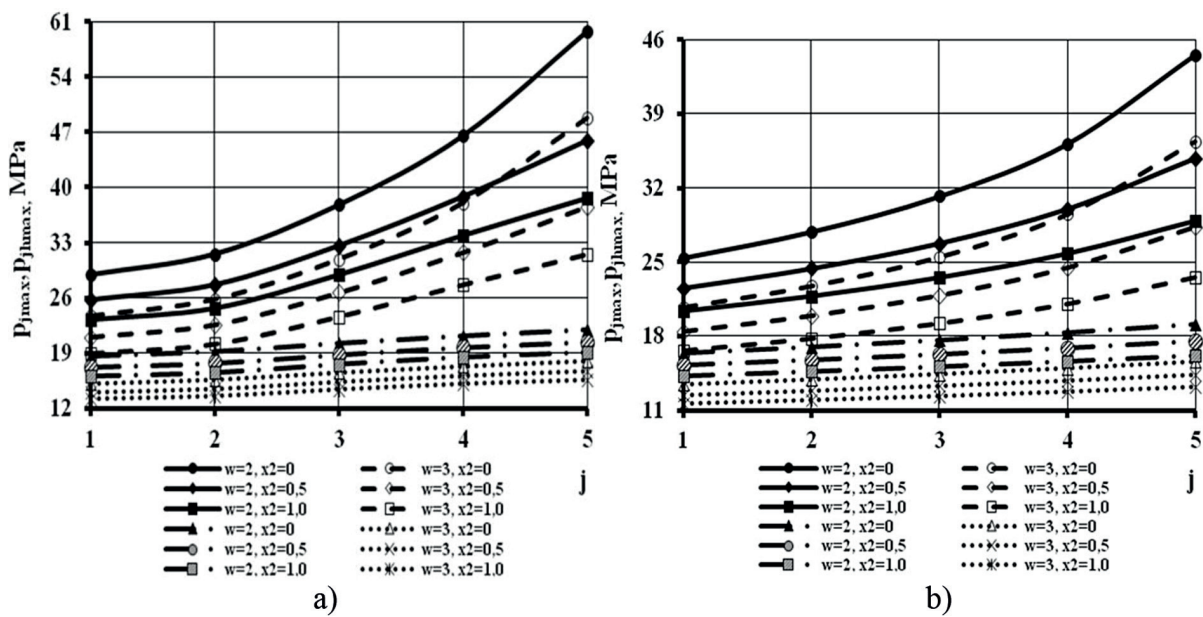 61
54
47
40
33
26
19
12
pjmax, pjhmax, MPa
1 2 3 4 5
j
w=2, x2=0
w=2, x2=0,5
w=2, x2=1,0
w=2, x2=0
w=2, x2=0,5
w=2, x2=1,0
w=3, x2=0
w=3, x2=0,5
w=3, x2=1,0
w=3, x2=0
w=3, x2=0,5
w=3, x2=1,0
a)
46
39
32
25
18
11
pjmax, pjhmax, MPa
1 2 3 4 5
j
w=2, x2=0
w=2, x2=0,5
w=2, x2=1,0
w=2, x2=0
w=2, x2=0,5
w=2, x2=1,0
w=3, x2=0
w=3, x2=0,5
w=3, x2=1,0
w=3, x2=0
w=3, x2=0,5
w=3, x2=1,0
b)